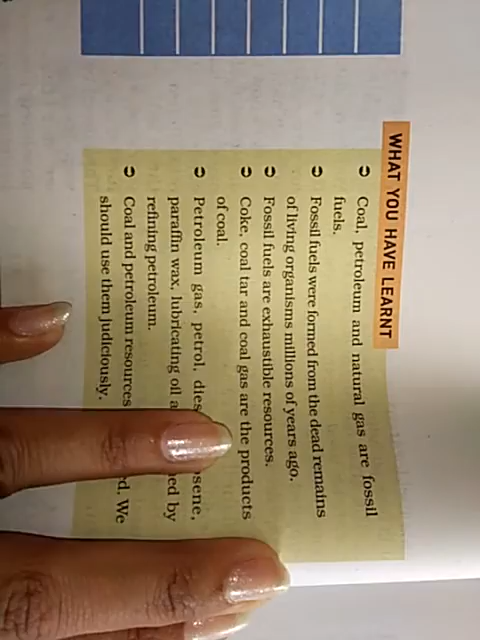 WHAT YOU HAVE LEARNT
➲ Coal, petroleum and natural gas are fossil
fuels.
➲ Fossil fuels were formed from the dead remains
of living organisms millions of years ago.
➲ Fossil fuels are exhaustible resources.
➲ Coke, coal tar and coal gas are the products
of coal.
➲ Petroleum gas, petrol,
paraffin wax, lubricating oil by
refining petroleum.
➲ Coal and petroleum resources We
should use them judiciously.